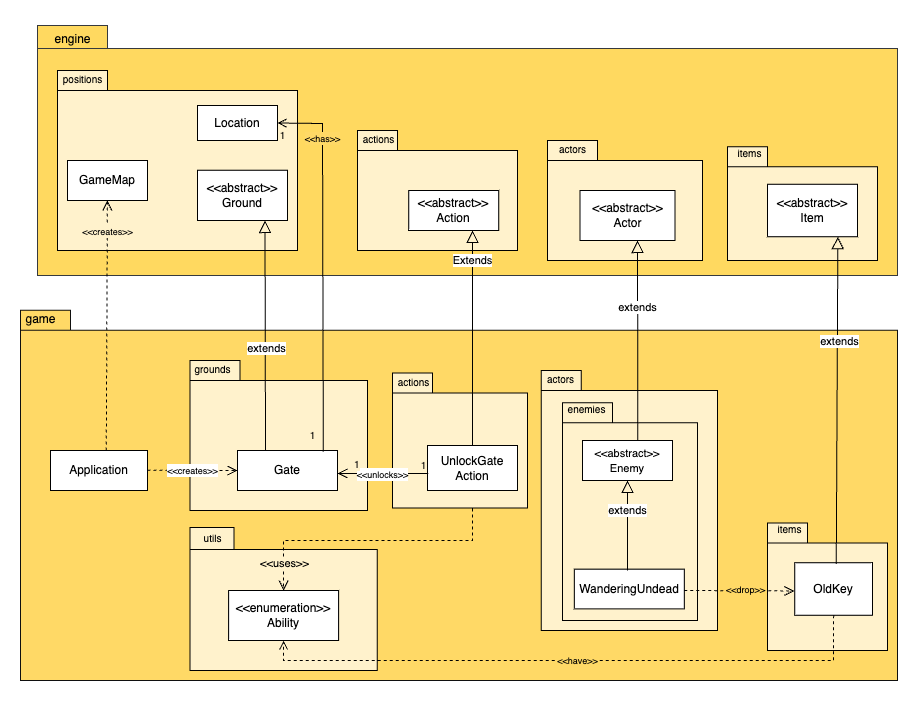 engine
positions
Location
1
<<has>>
GameMap
<<abstract>>
Ground
<<creates>>
actions
<<abstract>>
Action
Extends
actors
<<abstract>>
Actor
items
<<abstract>>
Item
extends
extends
extends
game
grounds
1
Gate
Application
<<creates>>
actions
1
<<unlocks>>
1
UnlockGate
Action
actors
enemies
<<abstract>>
Enemy
extends
WanderingUndead
<<drop>>
items
OldKey
utils
<<uses>>
<<enumeration>>
Ability
<<have>>